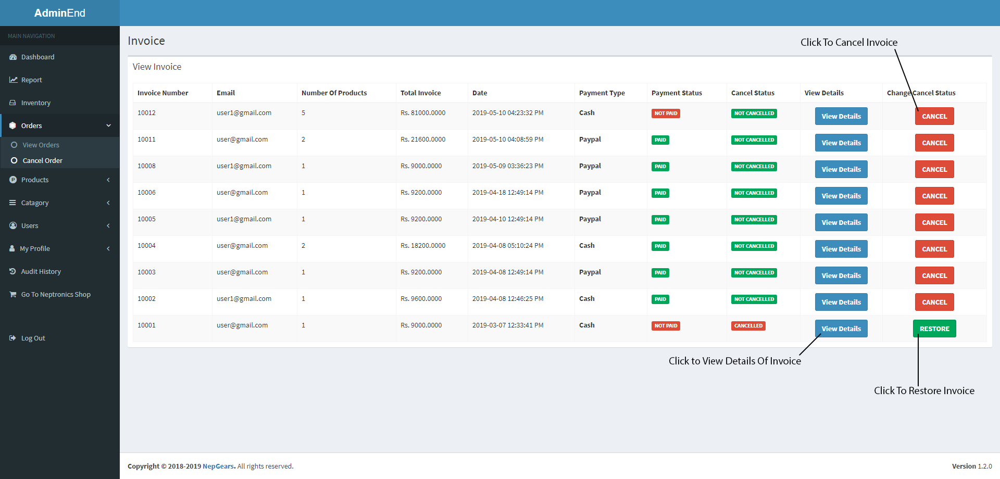 AdminEnd
MAIN NAVIGATION
Dashboard
Report
Inventory
Orders
View Orders
Cancel Order
Products
Catagory
Users
My Profile
Audit History
Go To Neptronics Shop
Log Out
Invoice
Click To Cancel Invoice
View Invoice
Invoice Number Email Number Of Products Total Invoice Date Payment Type Payment Status Cancel Status View Details Change Cancel Status
10012 user1@gmail.com 5 Rs. 81000.0000 2019-05-10 04:23:32 PM Cash NOT PAID NOT CANCELLED View Details CANCEL
10011 user@gmail.com 2 Rs. 21600.0000 2019-05-10 04:08:59 PM Paypal PAID NOT CANCELLED View Details CANCEL
10008 user1@gmail.com 1 Rs. 9000.0000 2019-05-09 03:36:23 PM Paypal PAID NOT CANCELLED View Details CANCEL
10006 user@gmail.com 1 Rs. 9200.0000 2019-04-18 12:49:14 PM Paypal PAID NOT CANCELLED View Details CANCEL
10005 user1@gmail.com 1 Rs. 9200.0000 2019-04-10 12:49:14 PM Paypal PAID NOT CANCELLED View Details CANCEL
10004 user@gmail.com 2 Rs. 18200.0000 2019-04-08 05:10:24 PM Cash PAID NOT CANCELLED View Details CANCEL
10003 user@gmail.com 1 Rs. 9200.0000 2019-04-08 12:49:14 PM Paypal PAID NOT CANCELLED View Details CANCEL
10002 user1@gmail.com 1 Rs. 9600.0000 2019-04-08 12:46:25 PM Cash PAID NOT CANCELLED View Details CANCEL
10001 user@gmail.com 1 Rs. 9000.0000 2019-03-07 12:33:41 PM Cash NOT PAID CANCELLED View Details RESTORE
Click to View Details Of Invoice
Click To Restore Invoice
Copyright © 2018-2019 NepGears. All rights reserved.
Version 1.2.0